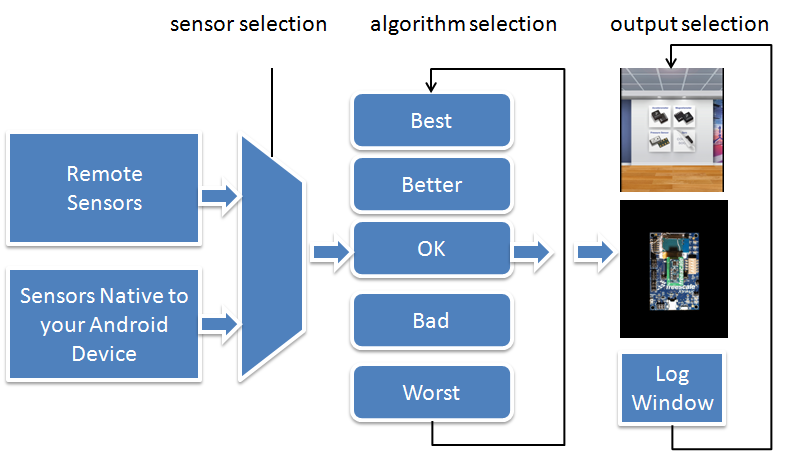 sensor selection
algorithm selection
output selection
Remote
Sensors
Sensors Native to
your Android
Device
Best
Better
OK
Bad
Worst
freescale
Log
Window